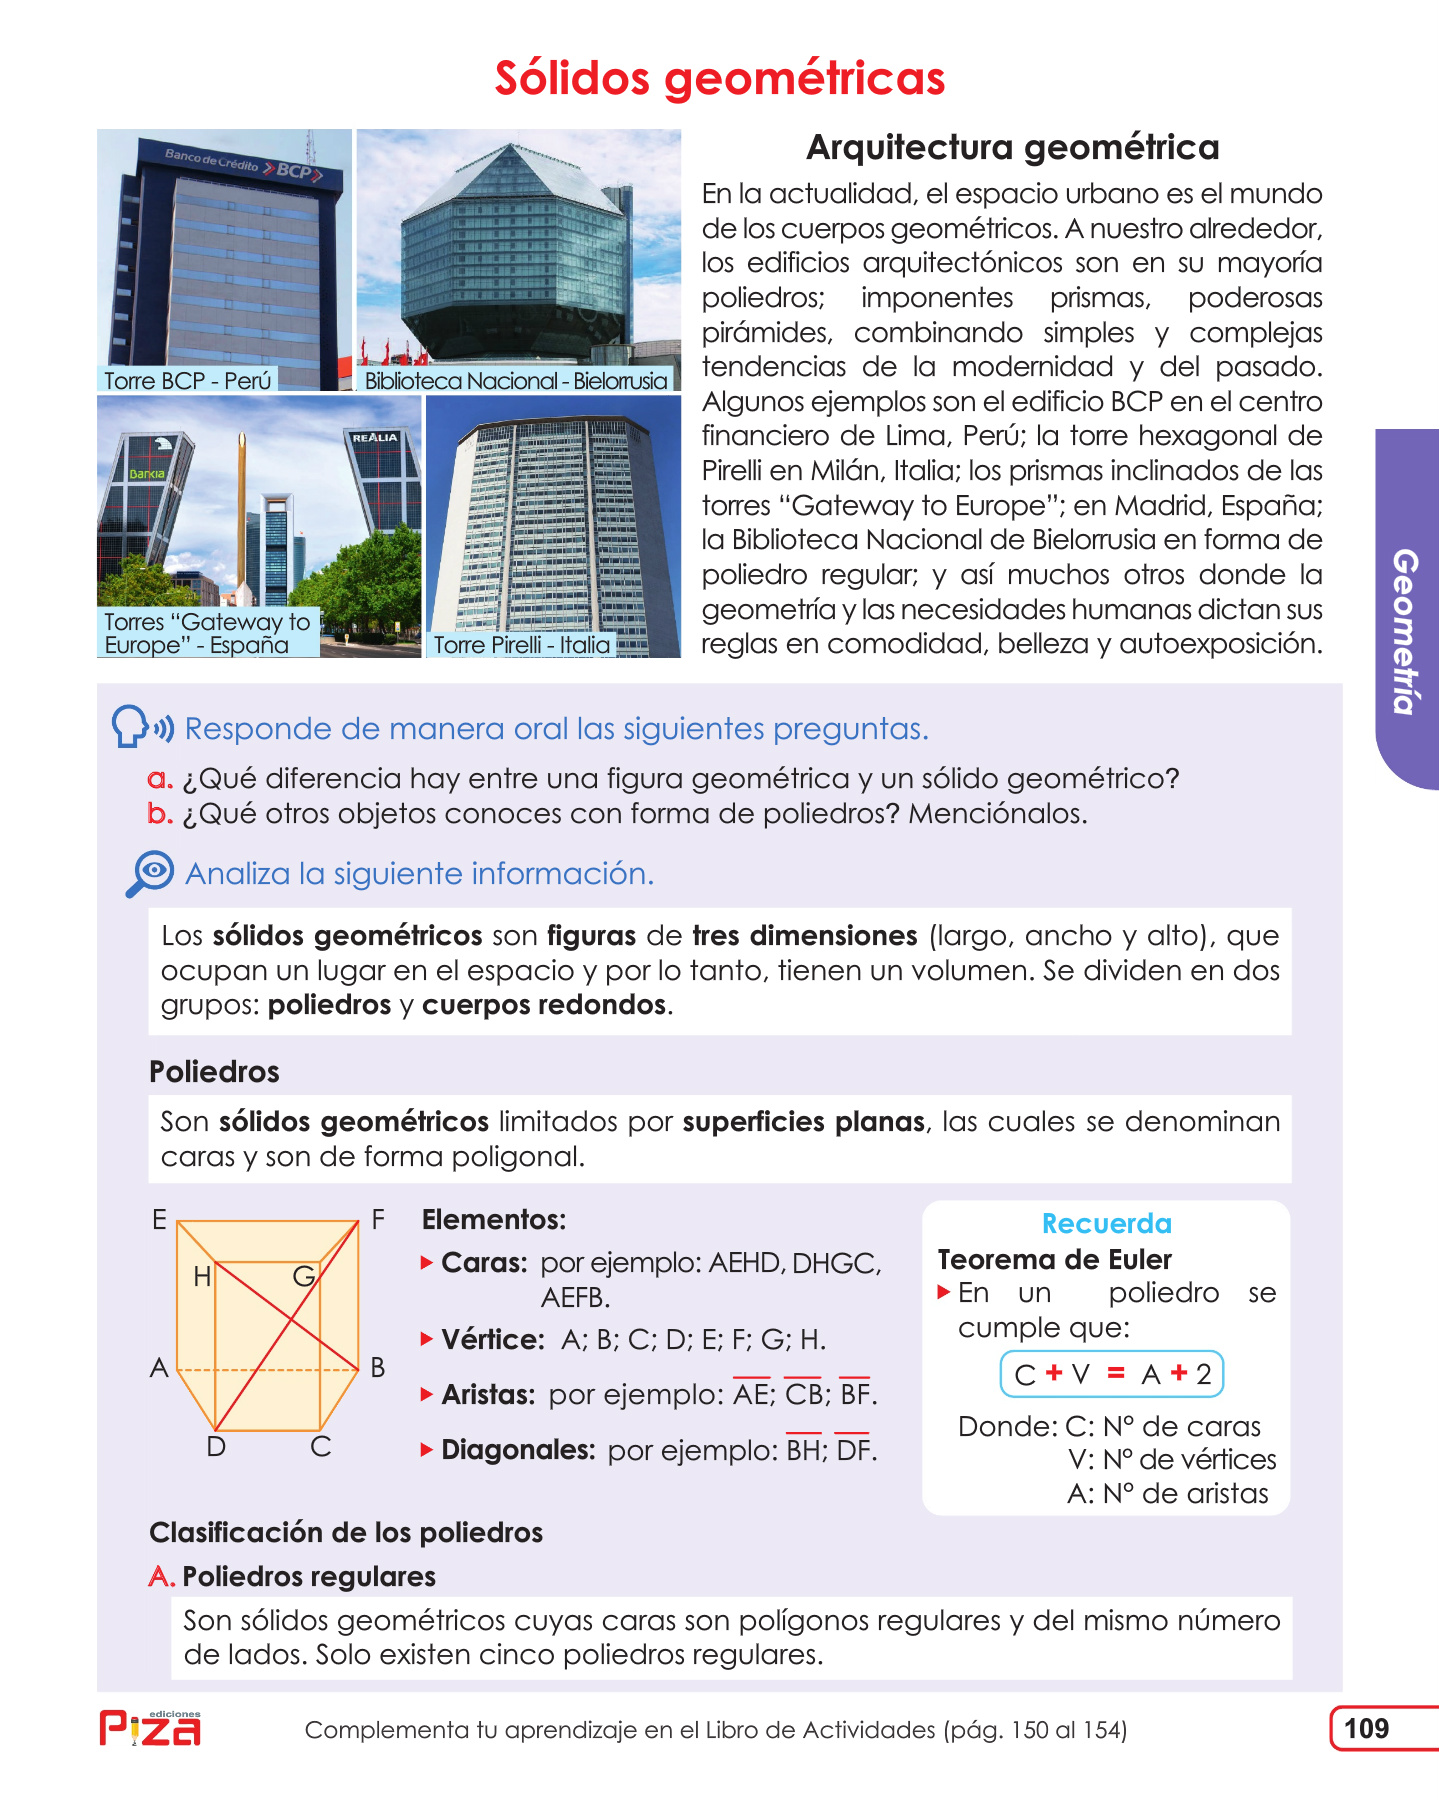 Sólidos geométricas
Banco de Crédito BCP
Torre BCP - Perú
Biblioteca Nacional - Bielorrusia
Bankia
REALIA
Torres “Gateway to
Europe” - España
Torre Pirelli - Italia
Arquitectura geométrica
En la actualidad, el espacio urbano es el mundo
de los cuerpos geométricos. A nuestro alrededor,
los edificios arquitectónicos son en su mayoría
poliedros; imponentes prismas, poderosas
pirámides, combinando simples y complejas
tendencias de la modernidad y del pasado.
Algunos ejemplos son el edificio BCP en el centro
financiero de Lima, Perú; la torre hexagonal de
Pirelli en Milán, Italia; los prismas inclinados de las
torres “Gateway to Europe”; en Madrid, España;
la Biblioteca Nacional de Bielorrusia en forma de
poliedro regular; y así muchos otros donde la
geometría y las necesidades humanas dictan sus
reglas en comodidad, belleza y autoexposición.
Geometría
Responde de manera oral las siguientes preguntas.
a. ¿Qué diferencia hay entre una figura geométrica y un sólido geométrico?
b. ¿Qué otros objetos conoces con forma de poliedros? Menciónalos.
Analiza la siguiente información.
Los sólidos geométricos son figuras de tres dimensiones (largo, ancho y alto), que
ocupan un lugar en el espacio y por lo tanto, tienen un volumen. Se dividen en dos
grupos: poliedros y cuerpos redondos.
Poliedros
Son sólidos geométricos limitados por superficies planas, las cuales se denominan
caras y son de forma poligonal.
E F
H G
A B
D C
Elementos:
Caras: por ejemplo: AEHD, DHGC,
AEFB.
Vértice: A; B; C; D; E; F; G; H.
Aristas: por ejemplo: AE; CB; BF.
Diagonales: por ejemplo: BH; DF.
Recuerda
Teorema de Euler
En un poliedro se
cumple que:
C + V = A + 2
Donde: C: N° de caras
V: N° de vértices
A: N° de aristas
Clasificación de los poliedros
A. Poliedros regulares
Son sólidos geométricos cuyas caras son polígonos regulares y del mismo número
de lados. Solo existen cinco poliedros regulares.
ediciones
Piza
Complementa tu aprendizaje en el Libro de Actividades (pág. 150 al 154)
109